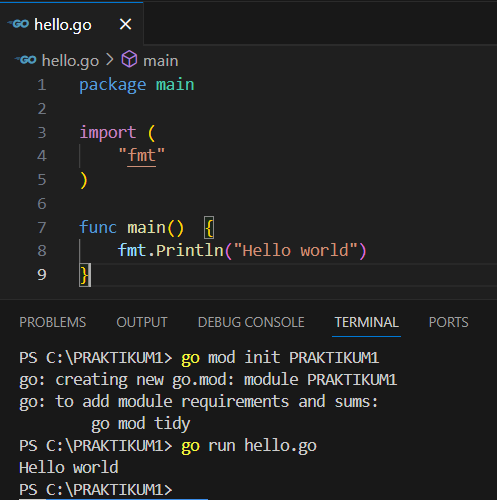 GO hello.go ×
GO hello.go > main
1 package main
2
3 import (
4     "fmt"
5 )
6
7 func main()  {
8     fmt.Println("Hello world")
9 }
PROBLEMS OUTPUT DEBUG CONSOLE TERMINAL PORTS
PS C:\PRAKTIKUM1> go mod init PRAKTIKUM1
go: creating new go.mod: module PRAKTIKUM1
go: to add module requirements and sums:
        go mod tidy
PS C:\PRAKTIKUM1> go run hello.go
Hello world
PS C:\PRAKTIKUM1>